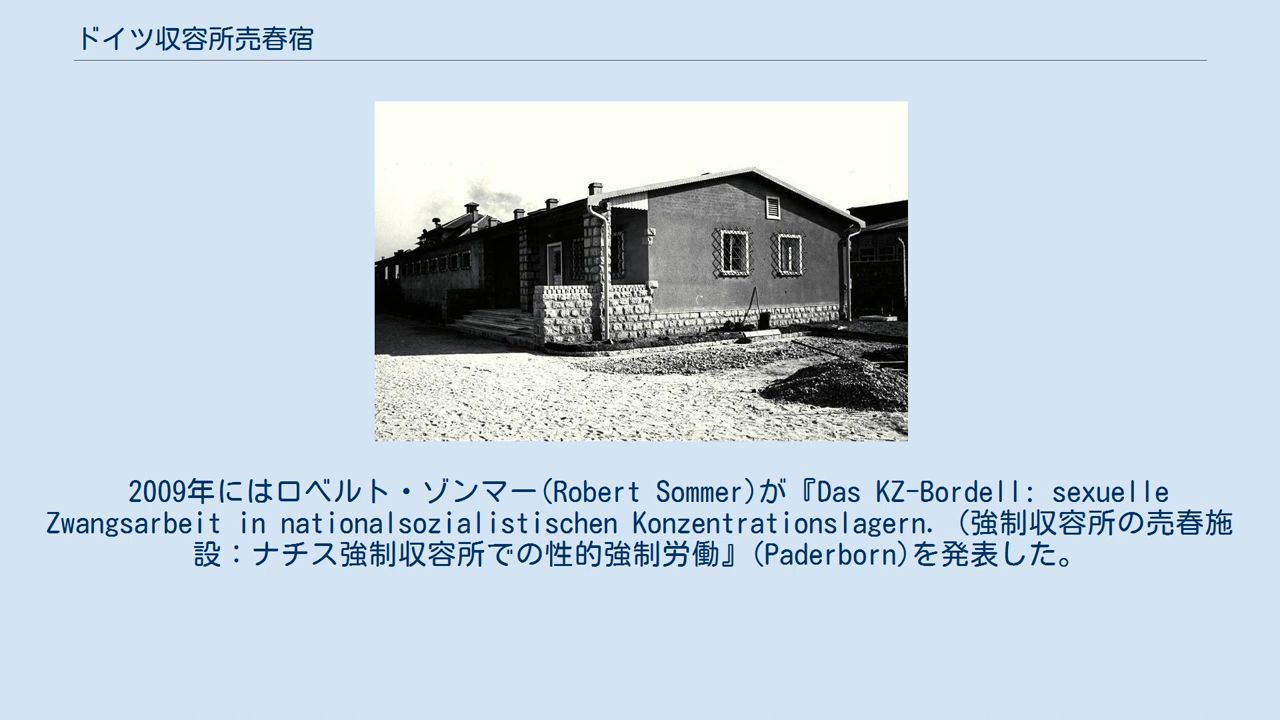 ドイツ収容所売春宿
2009年にはロベルト・ゾンマー(Robert Sommer)が『Das KZ-Bordell: sexuelle
Zwangsarbeit in nationalsozialistischen Konzentrationslagern. (強制収容所の売春施
設：ナチス強制収容所での性的強制労働』(Paderborn)を発表した。